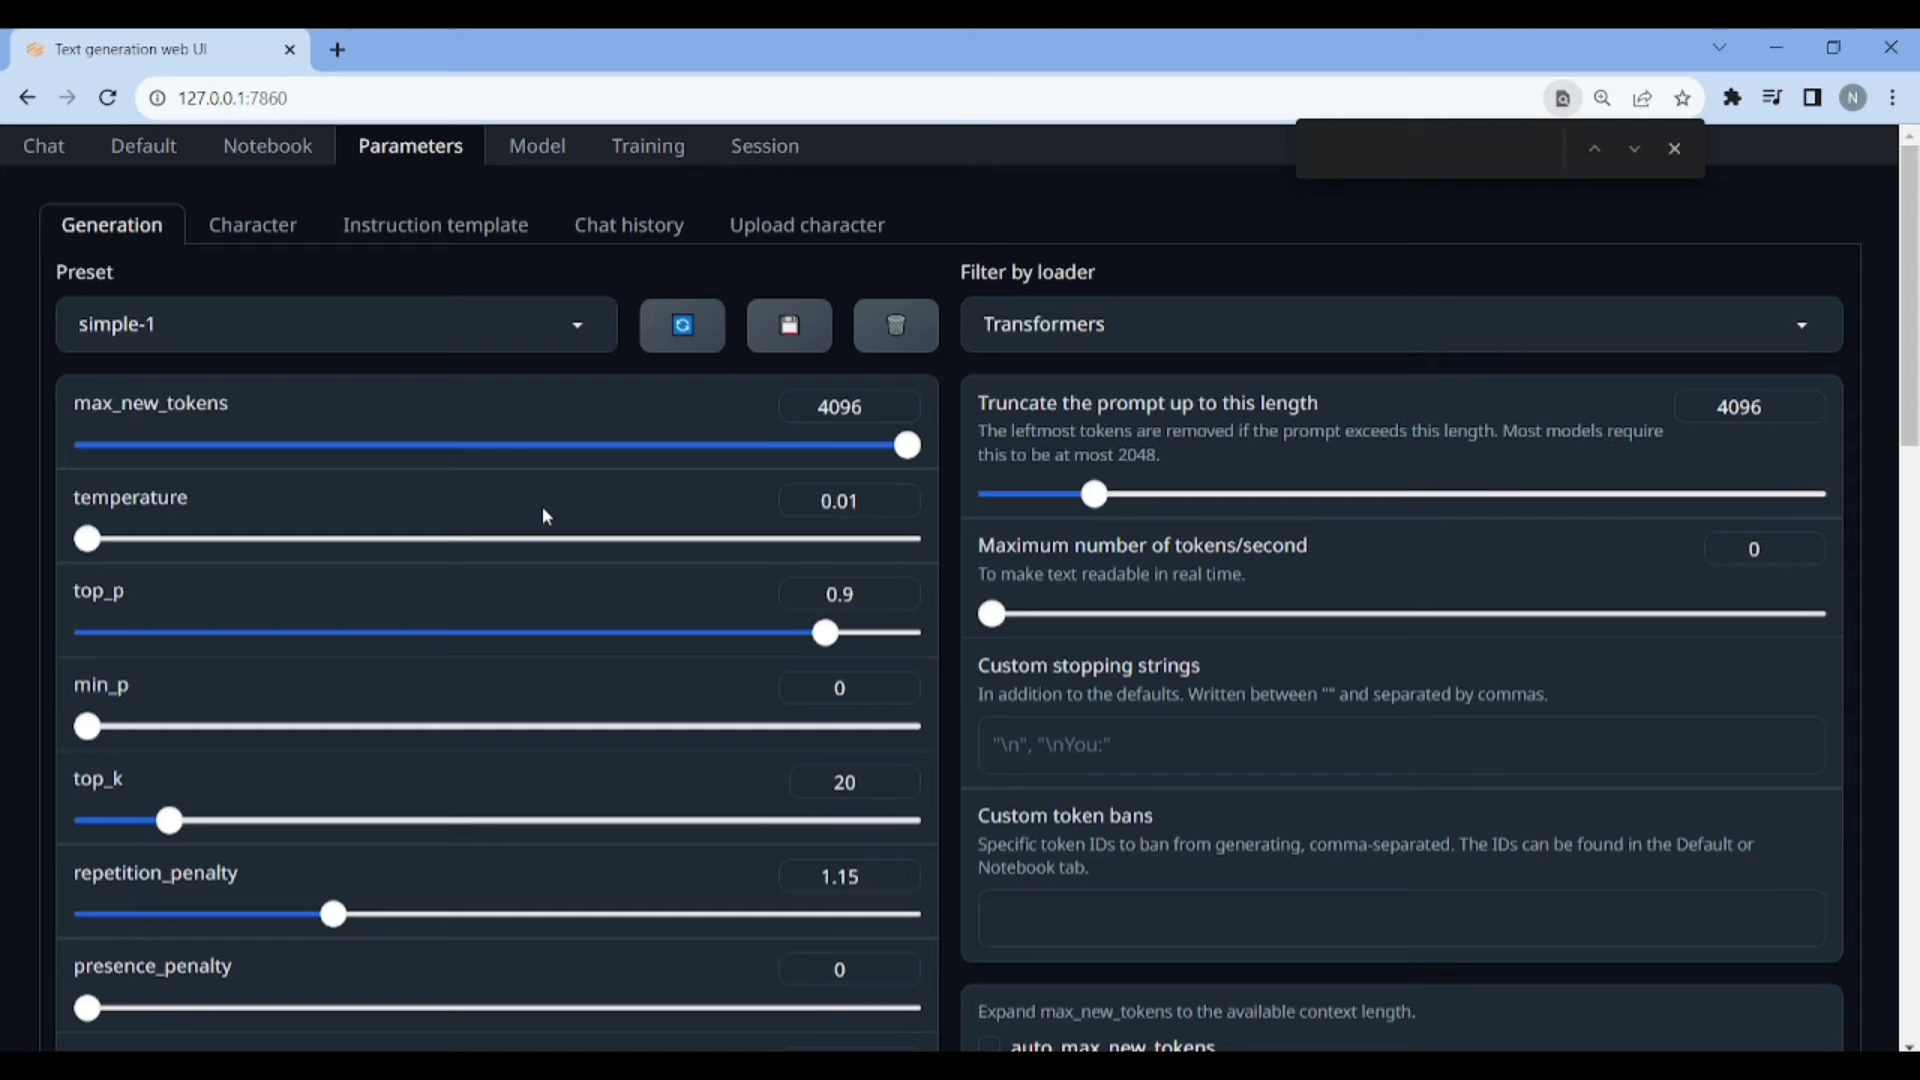 Text generation web UI
127.0.0.1:7860
N
Chat Default Notebook Parameters Model Training Session
Generation Character Instruction template Chat history Upload character
Preset
simple-1
Filter by loader
Transformers
max_new_tokens
4096
temperature
0.01
top_p
0.9
min_p
0
top_k
20
repetition_penalty
1.15
presence_penalty
0
Truncate the prompt up to this length
4096
The leftmost tokens are removed if the prompt exceeds this length. Most models require
this to be at most 2048.
Maximum number of tokens/second
0
To make text readable in real time.
Custom stopping strings
In addition to the defaults. Written between "" and separated by commas.
"\n", "\nYou:"
Custom token bans
Specific token IDs to ban from generating, comma-separated. The IDs can be found in the Default or
Notebook tab.
Expand max_new_tokens to the available context length.
auto_max_new_tokens